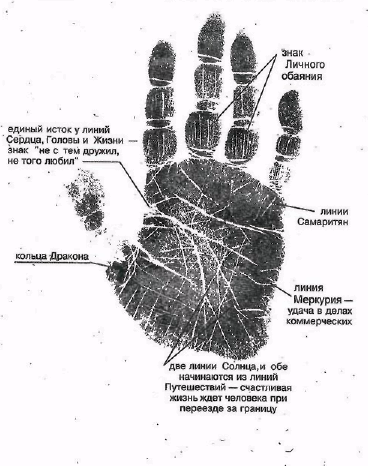 знак
Личного
обаяния
единый исток у линий
Сердца, Головы и Жизни —
знак "не с тем дружил,
не того любил"
линии
Самаритян
кольца Дракона
линия
Меркурия —
удача в делах
коммерческих
две линии Солнца, и обе
начинаются из линий
Путешествий — счастливая
жизнь ждет человека при
переезде за границу